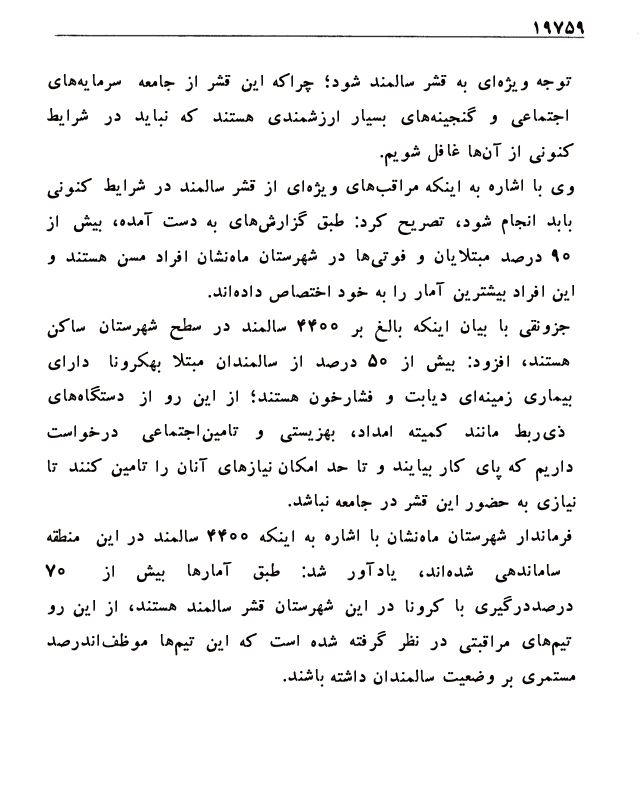 ۱۹۷۵۹
توجه ویژه‌ای به قشر سالمند شود؛ چراکه این قشر از جامعه سرمایه‌های
اجتماعی و گنجینه‌های بسیار ارزشمندی هستند که نباید در شرایط
کنونی از آن‌ها غافل شویم.
وی با اشاره به اینکه مراقب‌های ویژه‌ای از قشر سالمند در شرایط کنونی
باید انجام شود، تصریح کرد: طبق گزارش‌های به دست آمده، بیش از
۹۰ درصد مبتلایان و فوتی‌ها در شهرستان ماه‌نشان افراد مسن هستند و
این افراد بیشترین آمار را به خود اختصاص داده‌اند.
جزونقی با بیان اینکه بالغ بر ۴۴۰۰ سالمند در سطح شهرستان ساکن
هستند، افزود: بیش از ۵۰ درصد از سالمندان مبتلا بهکرونا دارای
بیماری زمینه‌ای دیابت و فشارخون هستند؛ از این رو از دستگاه‌های
ذی‌ربط مانند کمیته امداد، بهزیستی و تامین‌اجتماعی درخواست
داریم که پای کار بیایند و تا حد امکان نیازهای آنان را تامین کنند تا
نیازی به حضور این قشر در جامعه نباشد.
فرماندار شهرستان ماه‌نشان با اشاره به اینکه ۴۴۰۰ سالمند در این منطقه
ساماندهی شده‌اند، یادآور شد: طبق آمارها بیش از ۷۰
درصددرگیری با کرونا در این شهرستان قشر سالمند هستند، از این رو
تیم‌های مراقبتی در نظر گرفته شده است که این تیم‌ها موظف‌اندرصد
مستمری بر وضعیت سالمندان داشته باشند.